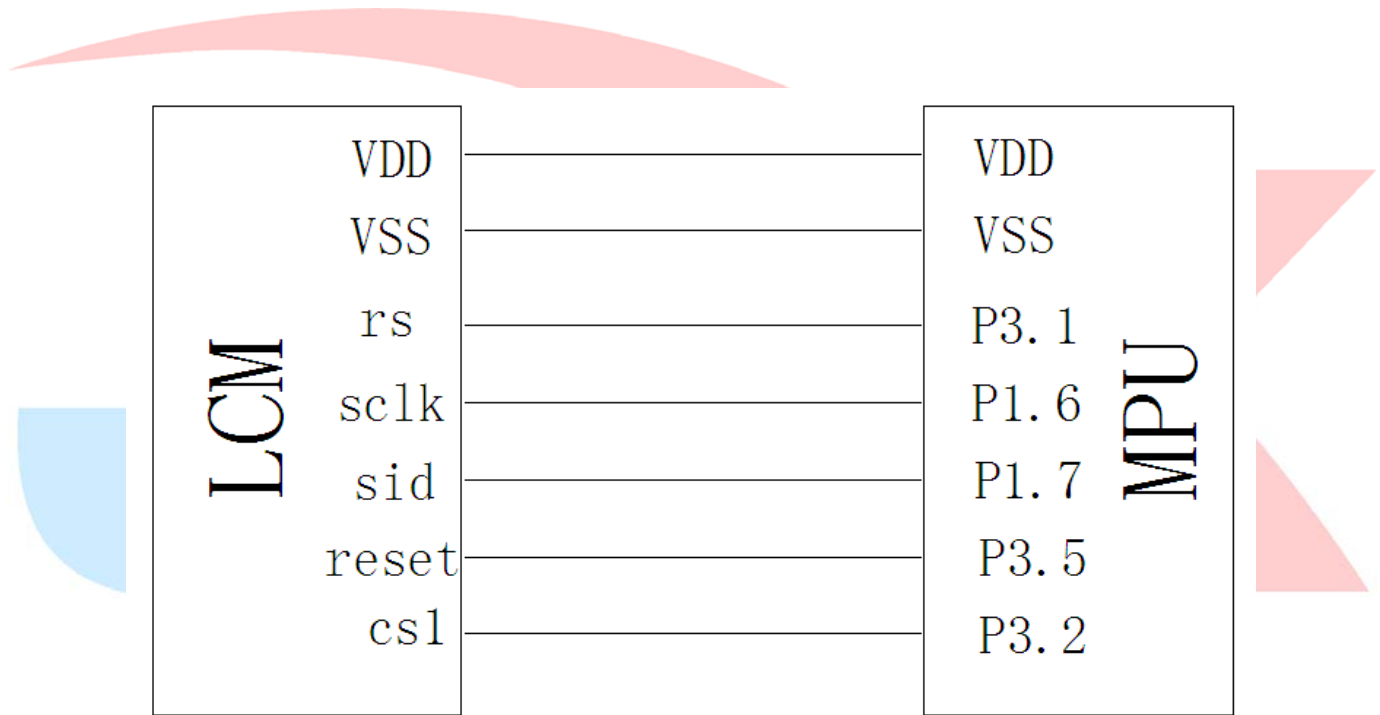 VDD VDD
VSS VSS
rs P3.1
sclk P1.6
sid P1.7
reset P3.5
cs1 P3.2
LCM
MPU